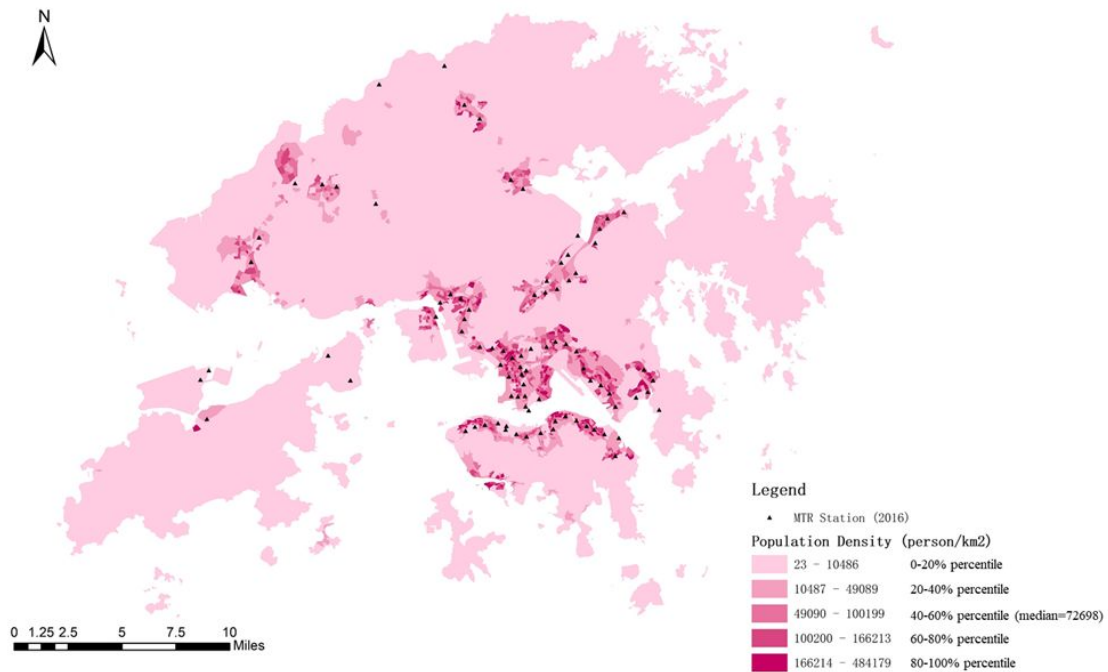 N
Legend
MTR Station (2016)
Population Density (person/km2)
23 - 10486 0-20% percentile
10487 - 49089 20-40% percentile
49090 - 100199 40-60% percentile (median=72698)
100200 - 166213 60-80% percentile
166214 - 484179 80-100% percentile
0 1.25 2.5 5 7.5 10
Miles